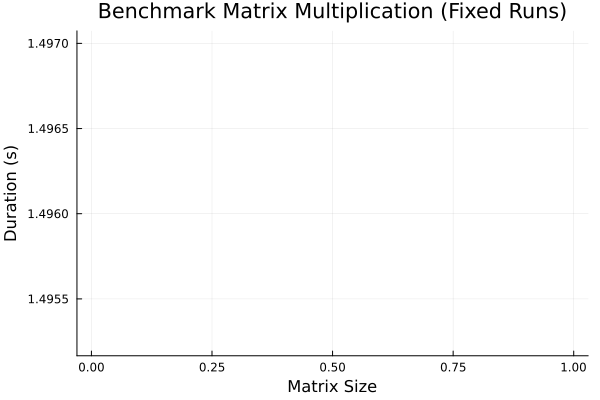 Benchmark Matrix Multiplication (Fixed Runs)
1.4970
1.4965
1.4960
1.4955
Duration (s)
0.00 0.25 0.50 0.75 1.00
Matrix Size